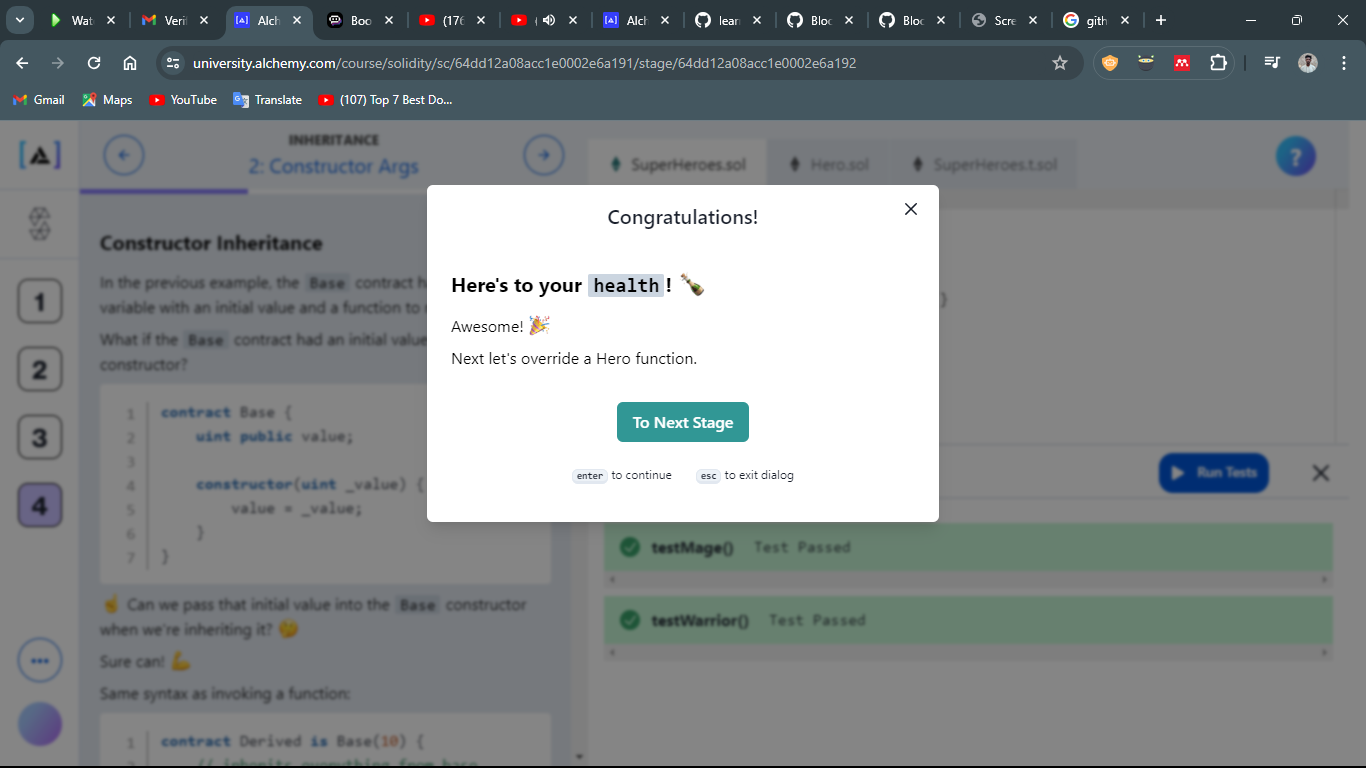 Wat
Verif
Alch
Boo
(176
(
Alch
lear
Bloc
Bloc
Scre
gith
university.alchemy.com/course/solidity/sc/64dd12a08acc1e0002e6a191/stage/64dd12a08acc1e0002e6a192
Gmail
Maps
YouTube
Translate
(107) Top 7 Best Do...
INHERITANCE
2: Constructor Args
SuperHeroes.sol
Hero.sol
SuperHeroes.t.sol
?
1
2
3
4
Constructor Inheritance
In the previous example, the Base contract h
variable with an initial value and a function to
What if the Base contract had an initial value
constructor?
1 contract Base {
2 uint public value;
3
4 constructor(uint _value) {
5 value = _value;
6 }
7 }
☝️ Can we pass that initial value into the Base constructor
when we're inheriting it? 🤔
Sure can! 💪
Same syntax as invoking a function:
1 contract Derived is Base(10) {
2 // inherits everything from base
}
Congratulations!
Here's to your health! 🍾
Awesome! 🎉
Next let's override a Hero function.
To Next Stage
enter to continue
esc to exit dialog
Run Tests
testMage() Test Passed
testWarrior() Test Passed